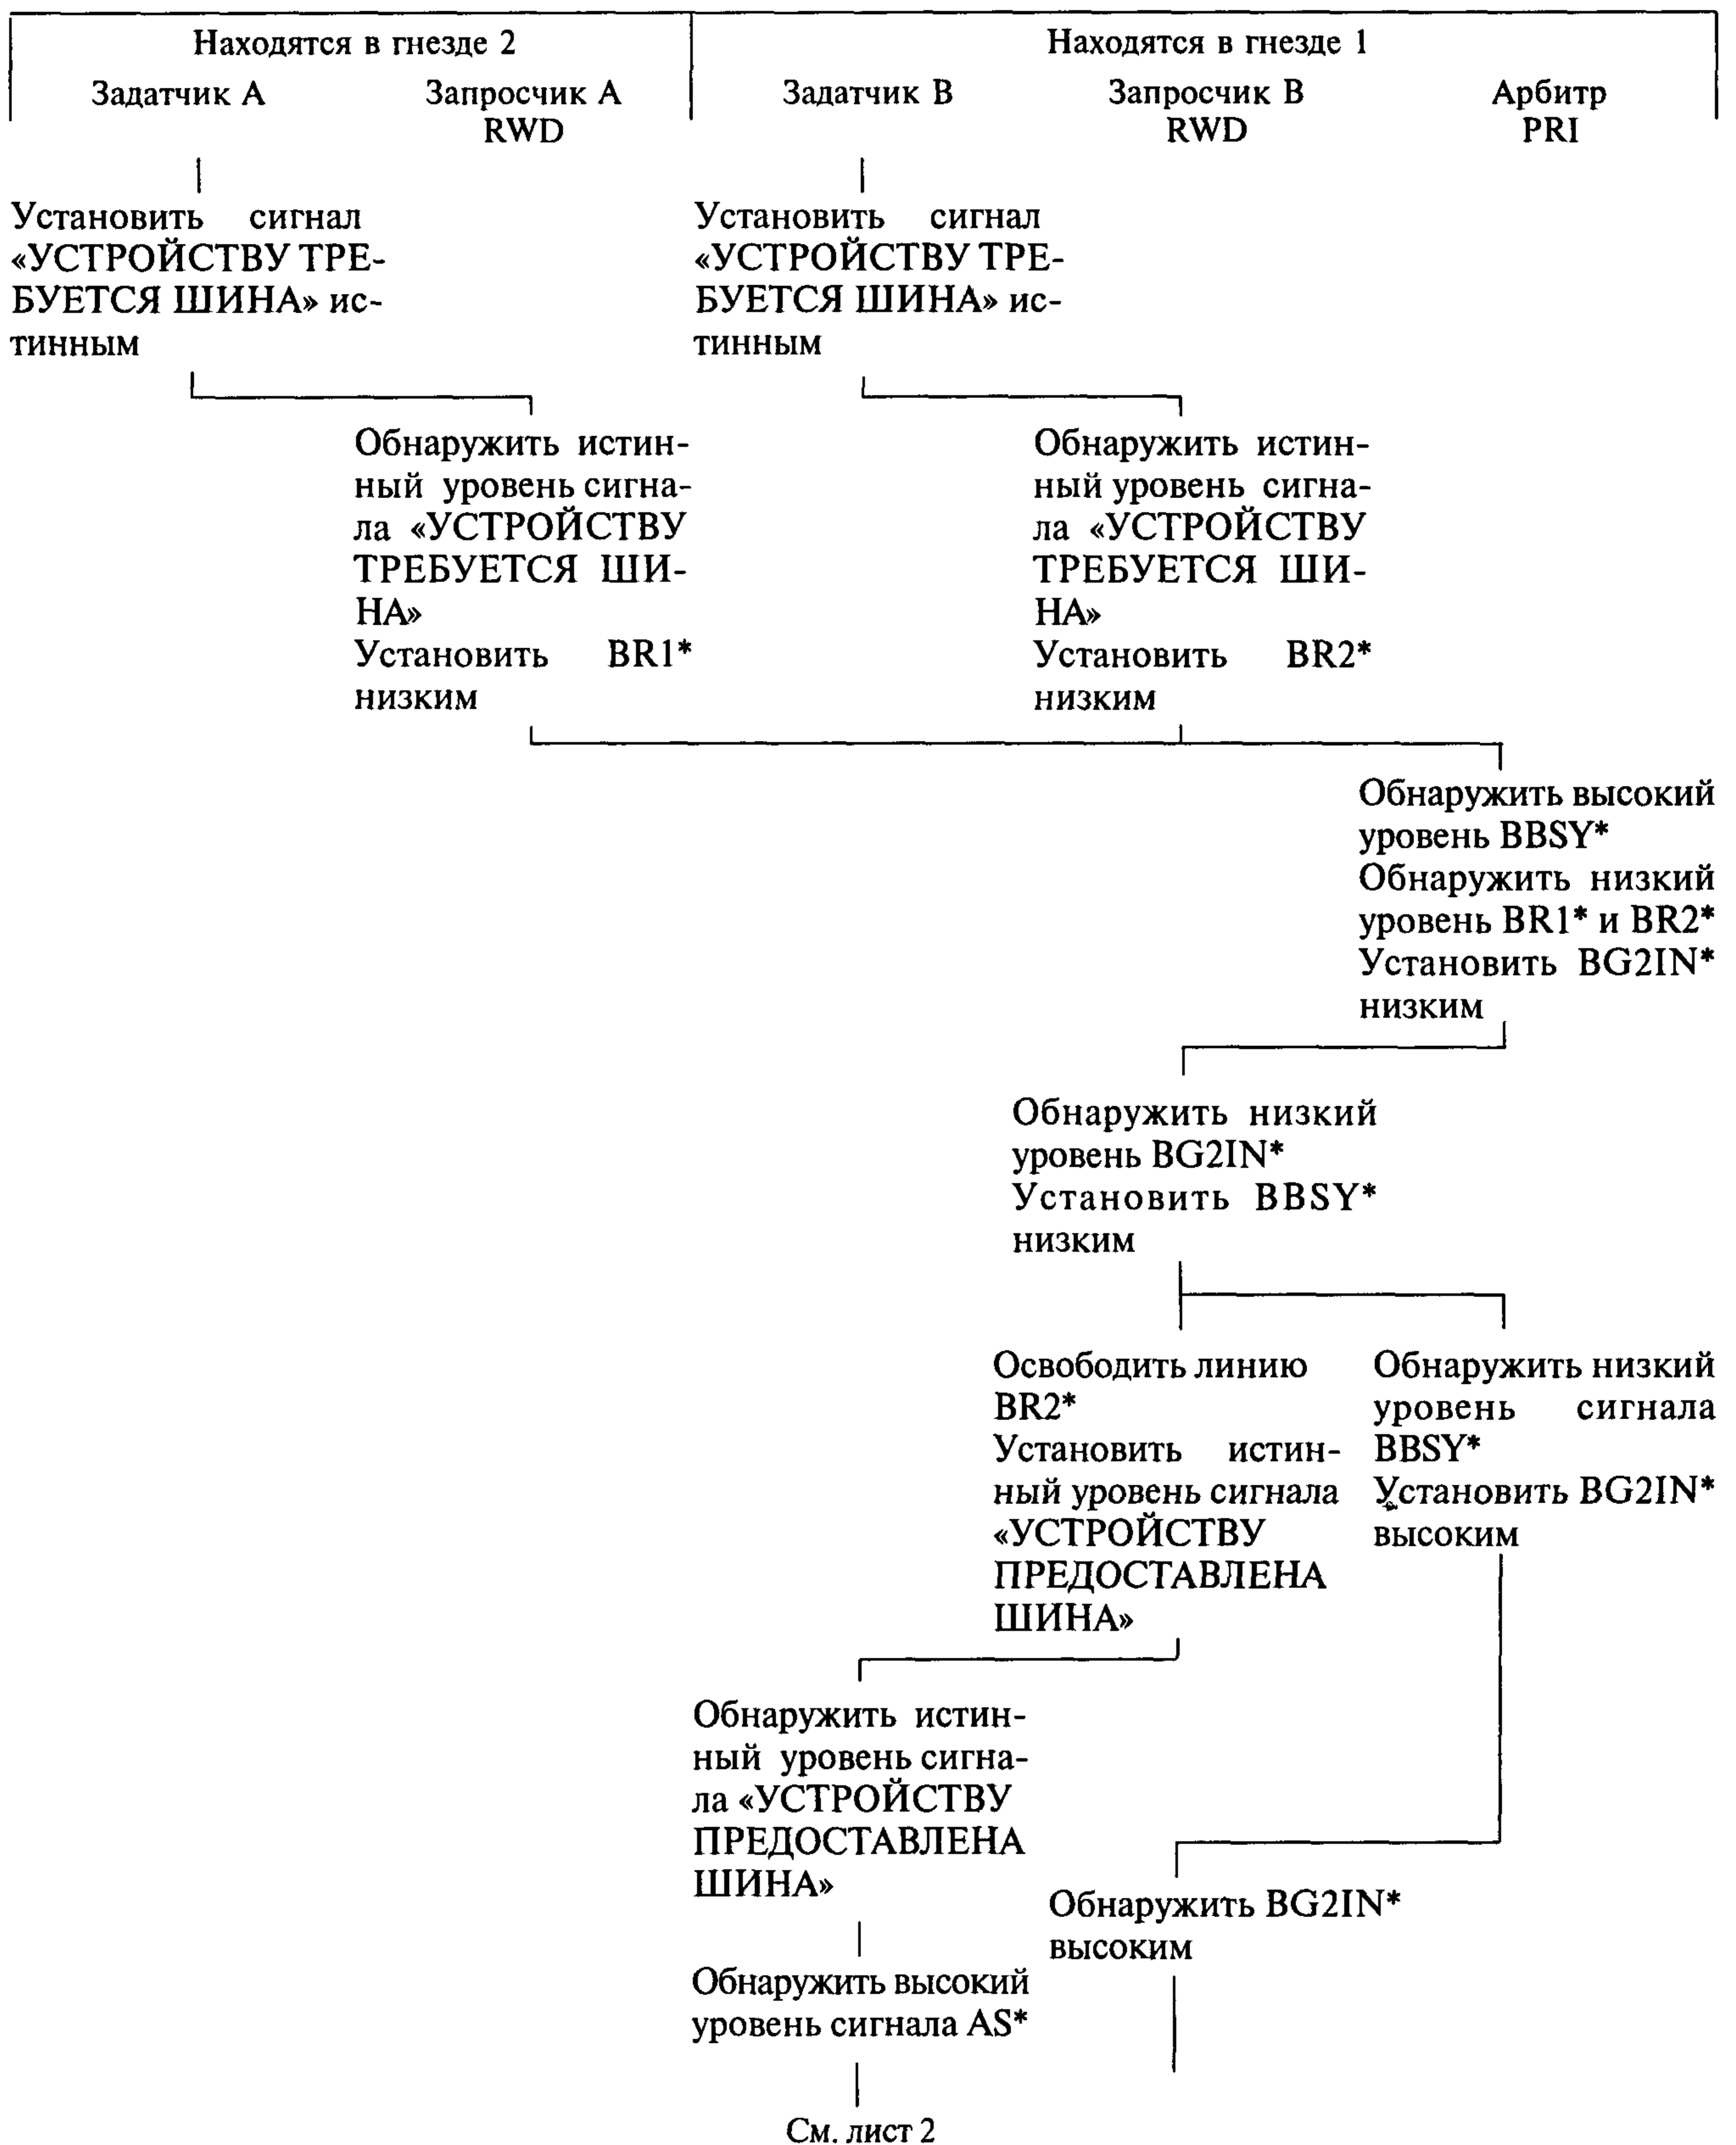 Находятся в гнезде 2
Находятся в гнезде 1
Задатчик А
Запросчик А
RWD
Задатчик В
Запросчик В
RWD
Арбитр
PRI
Установить сигнал
«УСТРОЙСТВУ ТРЕ-
БУЕТСЯ ШИНА» ис-
тинным
Установить сигнал
«УСТРОЙСТВУ ТРЕ-
БУЕТСЯ ШИНА» ис-
тинным
Обнаружить истин-
ный уровень сигна-
ла «УСТРОЙСТВУ
ТРЕБУЕТСЯ ШИ-
НА»
Установить BR1*
низким
Обнаружить истин-
ный уровень сигна-
ла «УСТРОЙСТВУ
ТРЕБУЕТСЯ ШИ-
НА»
Установить BR2*
низким
Обнаружить высокий
уровень BBSY*
Обнаружить низкий
уровень BR1* и BR2*
Установить BG2IN*
низким
Обнаружить низкий
уровень BG2IN*
Установить BBSY*
низким
Освободить линию
BR2*
Установить истин-
ный уровень сигнала
«УСТРОЙСТВУ
ПРЕДОСТАВЛЕНА
ШИНА»
Обнаружить низкий
уровень сигнала
BBSY*
Установить BG2IN*
высоким
Обнаружить истин-
ный уровень сигна-
ла «УСТРОЙСТВУ
ПРЕДОСТАВЛЕНА
ШИНА»
Обнаружить BG2IN*
высоким
Обнаружить высокий
уровень сигнала AS*
См. лист 2